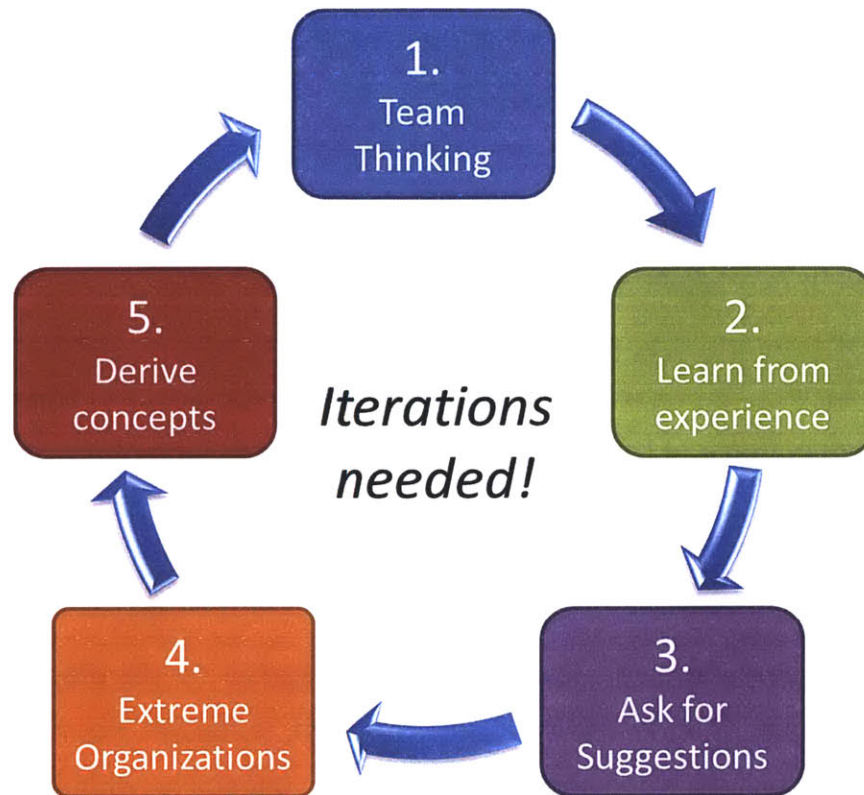 1.
Team
Thinking
2.
Learn from
experience
3.
Ask for
Suggestions
4.
Extreme
Organizations
5.
Derive
concepts
Iterations
needed!